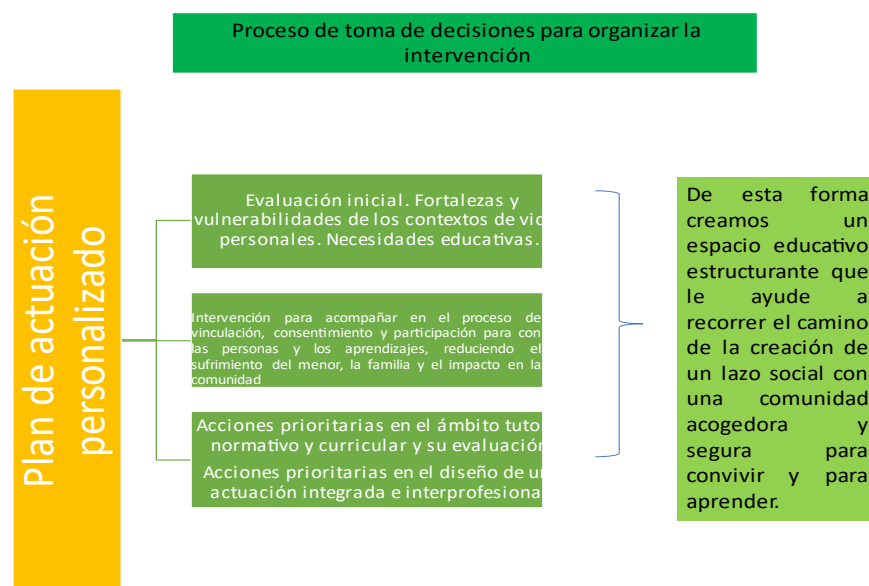 Proceso de toma de decisiones para organizar la
intervención
Plan de actuación
personalizado
Evaluación inicial. Fortalezas y
vulnerabilidades de los contextos de vid
personales. Necesidades educativas.
Intervención para acompañar en el proceso de
vinculación, consentimiento y participación para con
las personas y los aprendizajes, reduciendo el
sufrimiento del menor, la familia y el impacto en la
comunidad
Acciones prioritarias en el ámbito tuto
normativo y curricular y su evaluación
Acciones prioritarias en el diseño de un
actuación integrada e interprofesiona
De esta forma
creamos un
espacio educativo
estructurante que
le ayude a
recorrer el camino
de la creación de
un lazo social con
una comunidad
acogedora y
segura para
convivir y para
aprender.